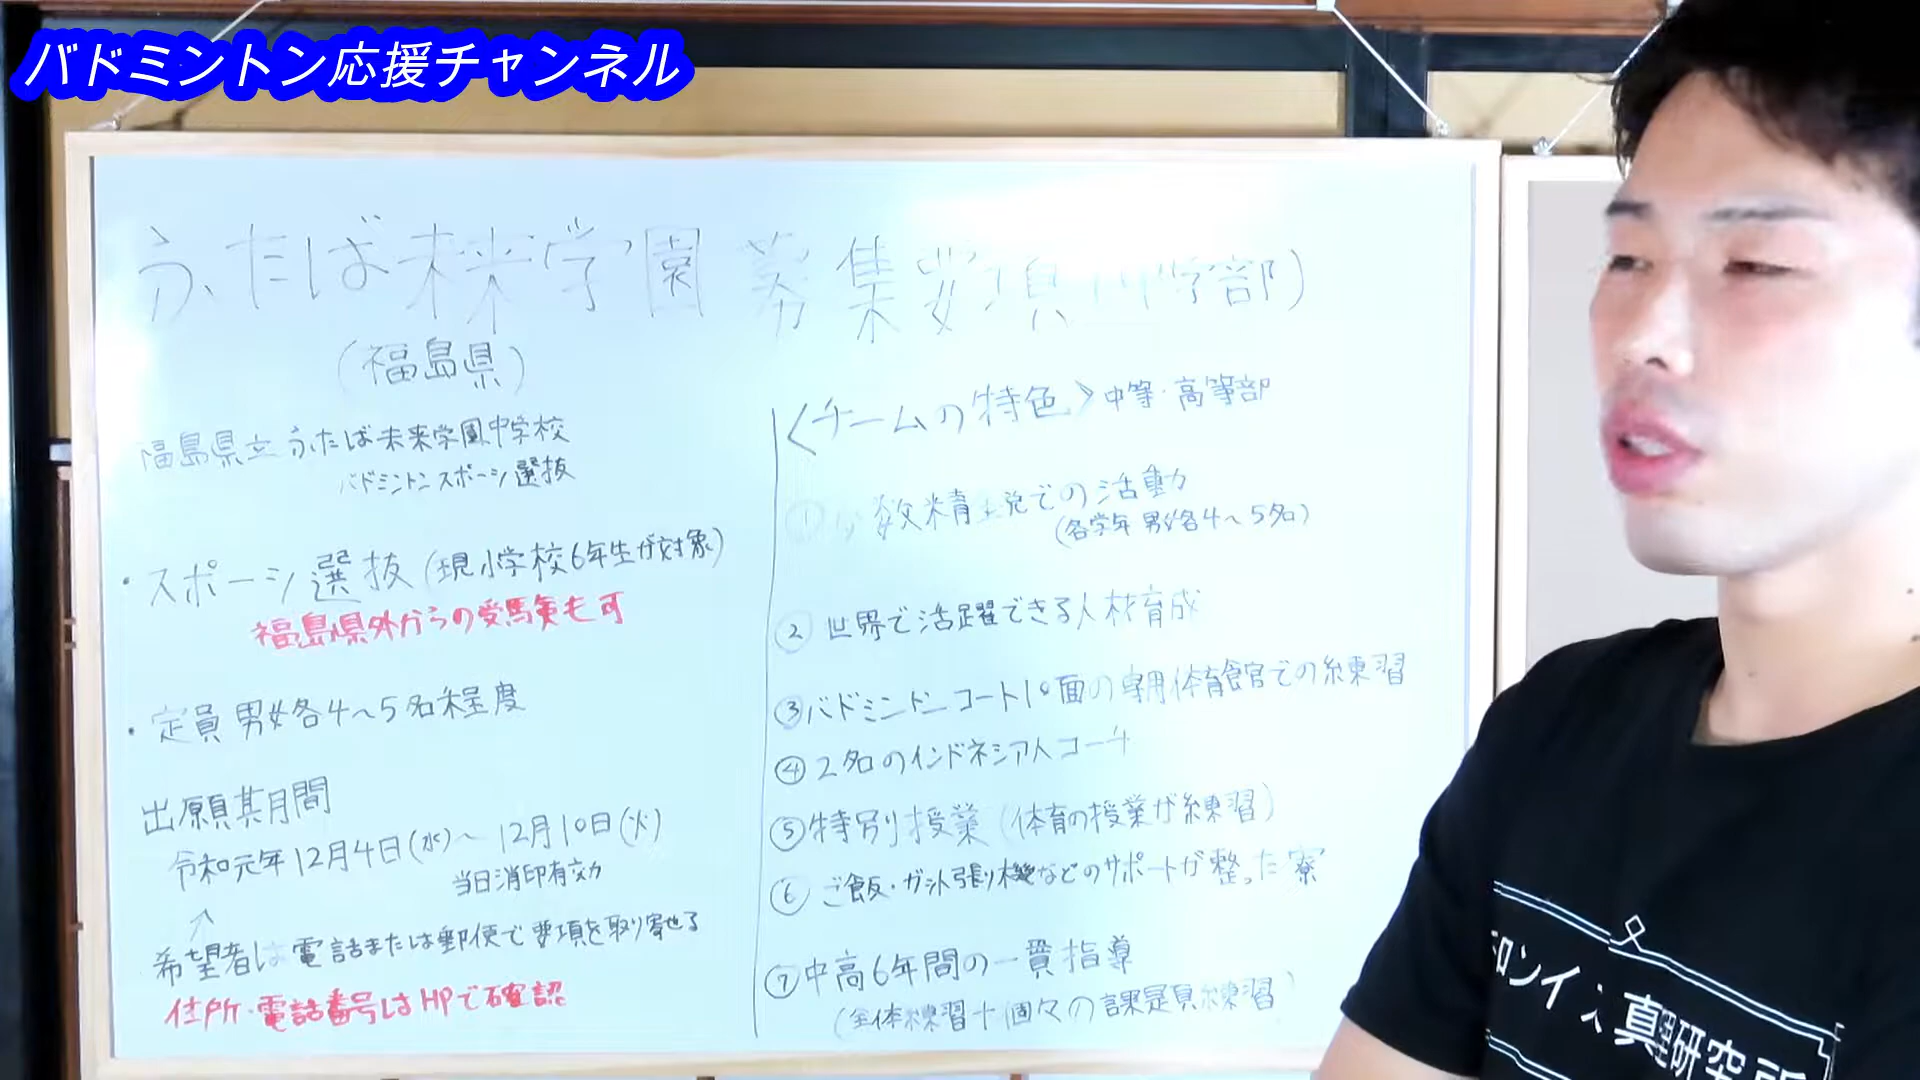 バドミントン応援チャンネル
ふたば未来学園 募集要項(中学部)
(福島県)
福島県立ふたば未来学園中学校
バドミントンスポーツ選抜
・スポーツ選抜(現小学校6年生が対象)
福島県外からの受験も可
・定員 男女各4〜5名程度
出願期間
令和元年12月4日(水)〜12月10日(火)
当日消印有効
↑
希望者は電話または郵便で要項を取り寄せる
住所・電話番号はHPで確認
〈チームの特色〉中等・高等部
① 少数精鋭での活動
(各学年 男女各4〜5名)
② 世界で活躍できる人材育成
③バドミントンコート10面の専用体育館での練習
④2名のインドネシア人コーチ
⑤特別授業(体育の授業が練習)
⑥ ご飯・ガット張り機などのサポートが整った寮
⑦中高6年間の一貫指導
(全体練習+個々の課題練習)
真理研究所